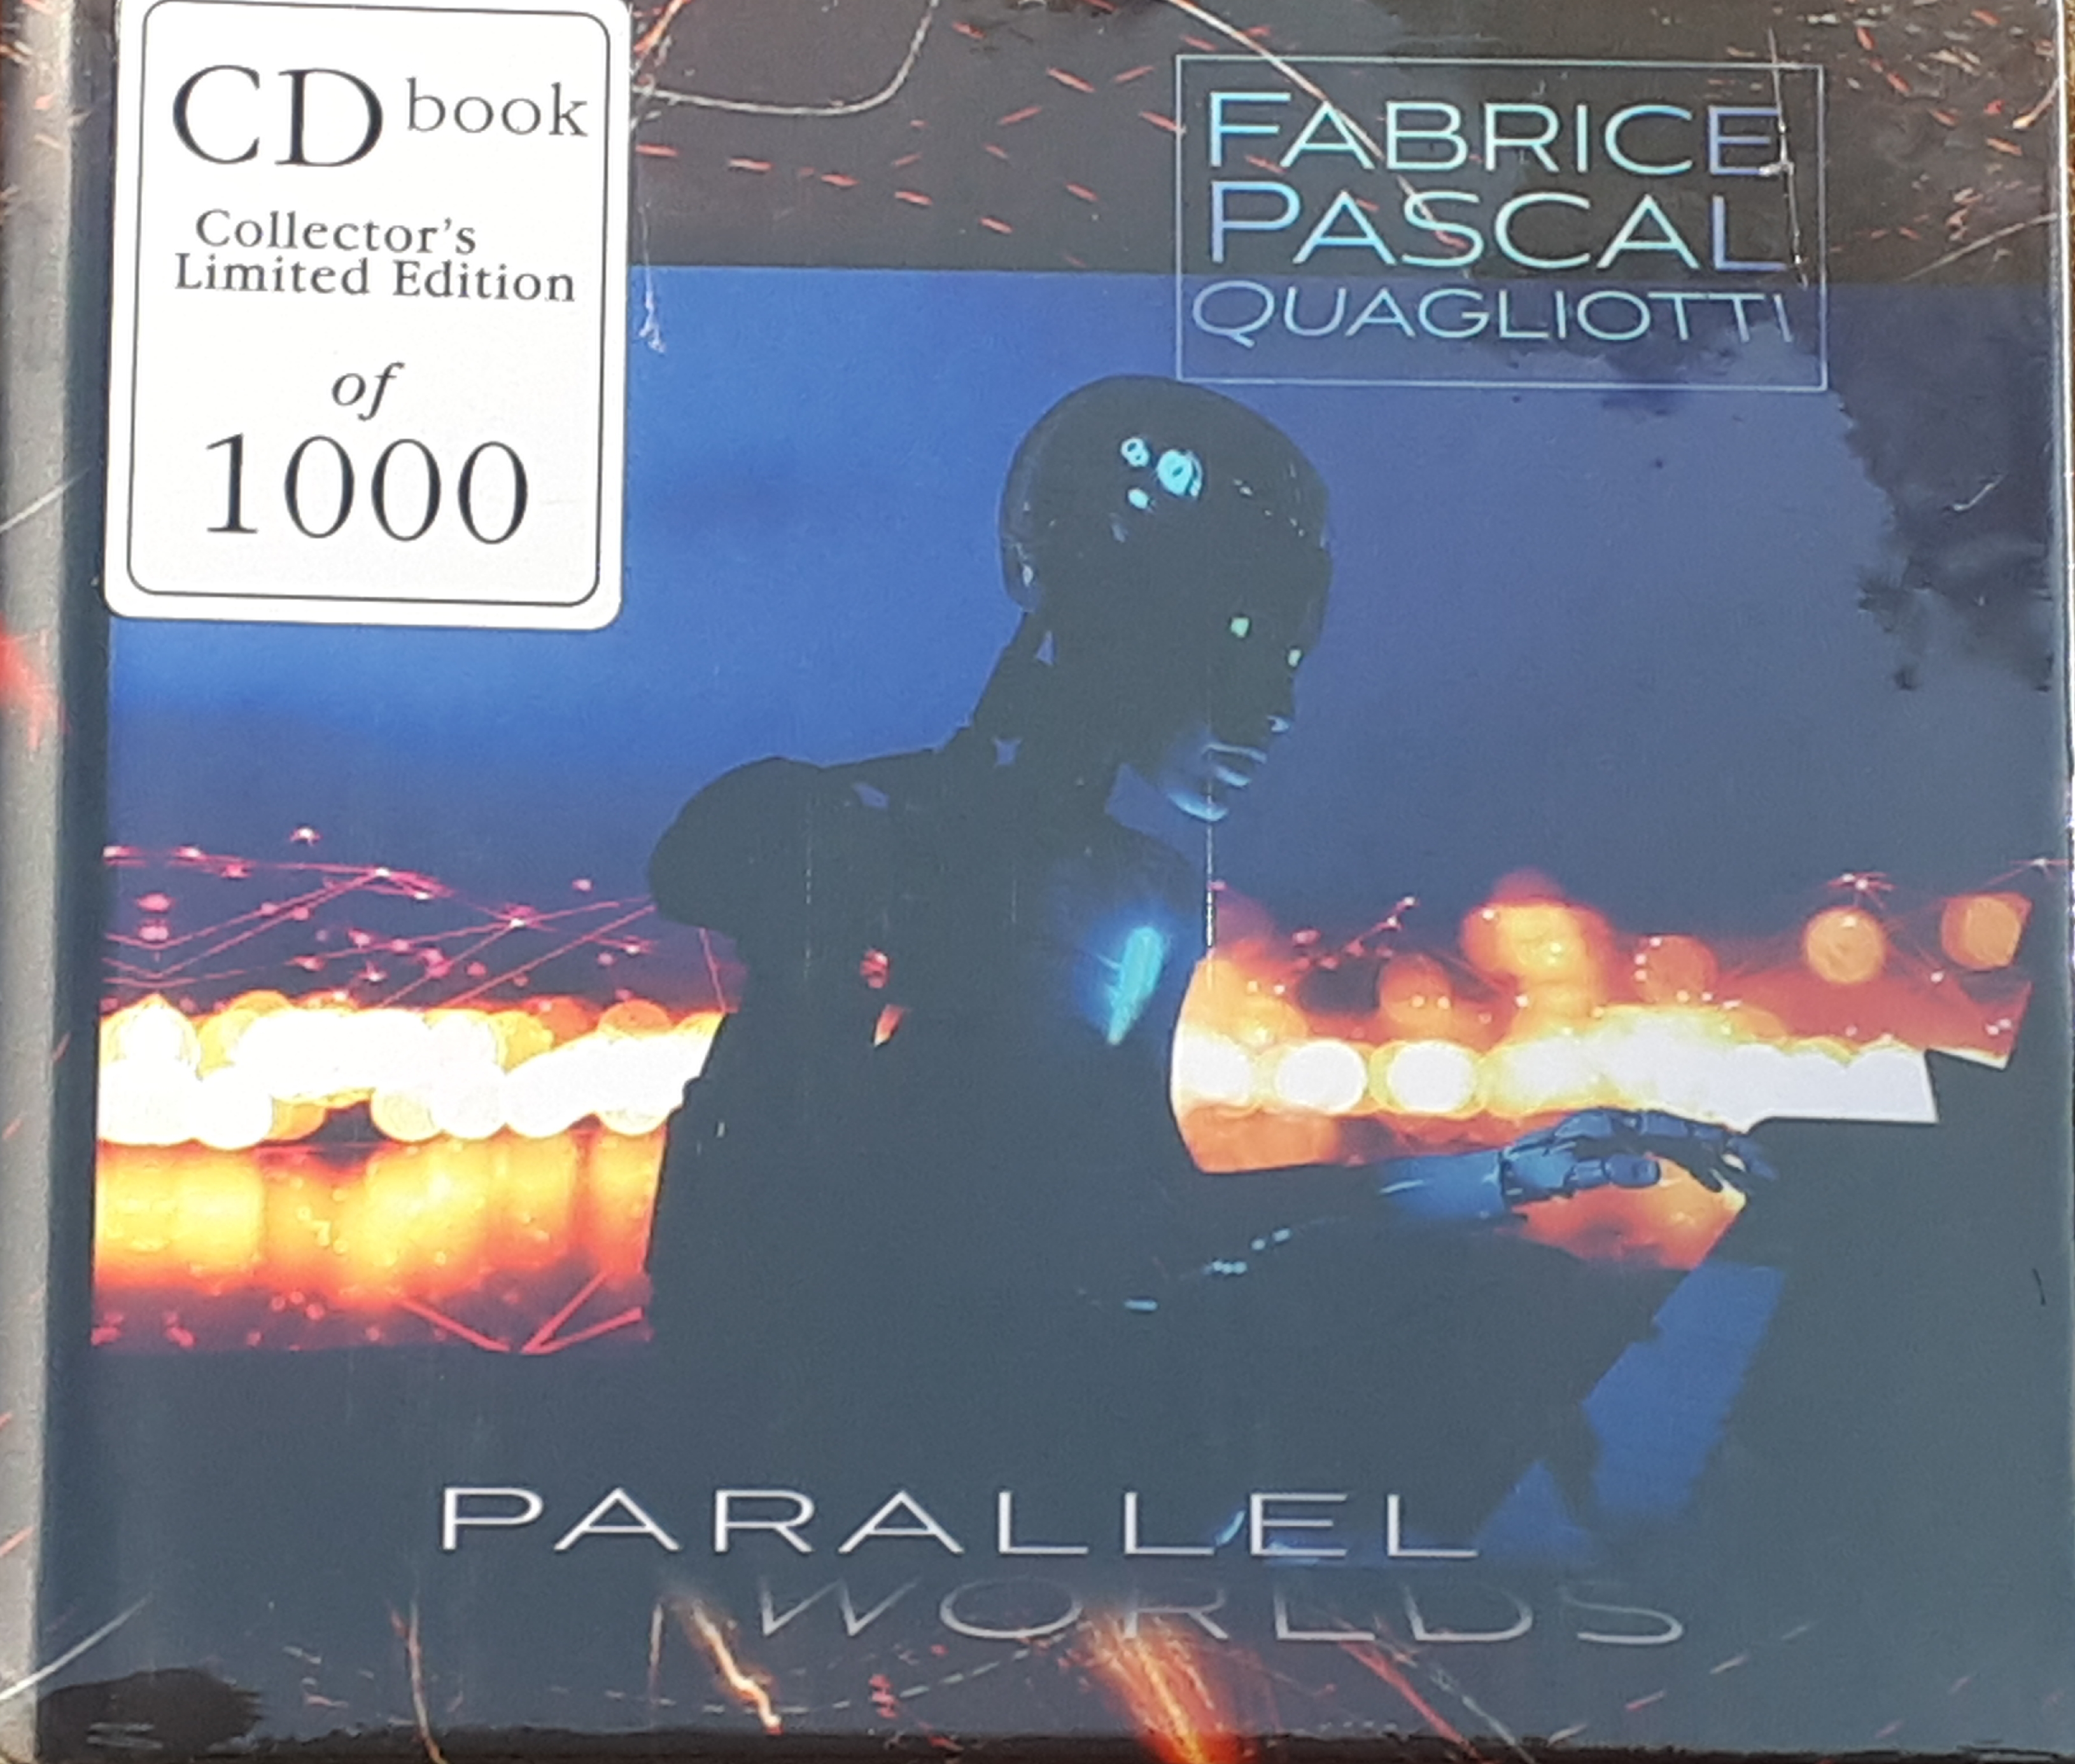 CD book
Collector's
Limited Edition
of
1000
FABRICE
PASCAL
QUAGLIOTTI
PARALLEL
WORLDS